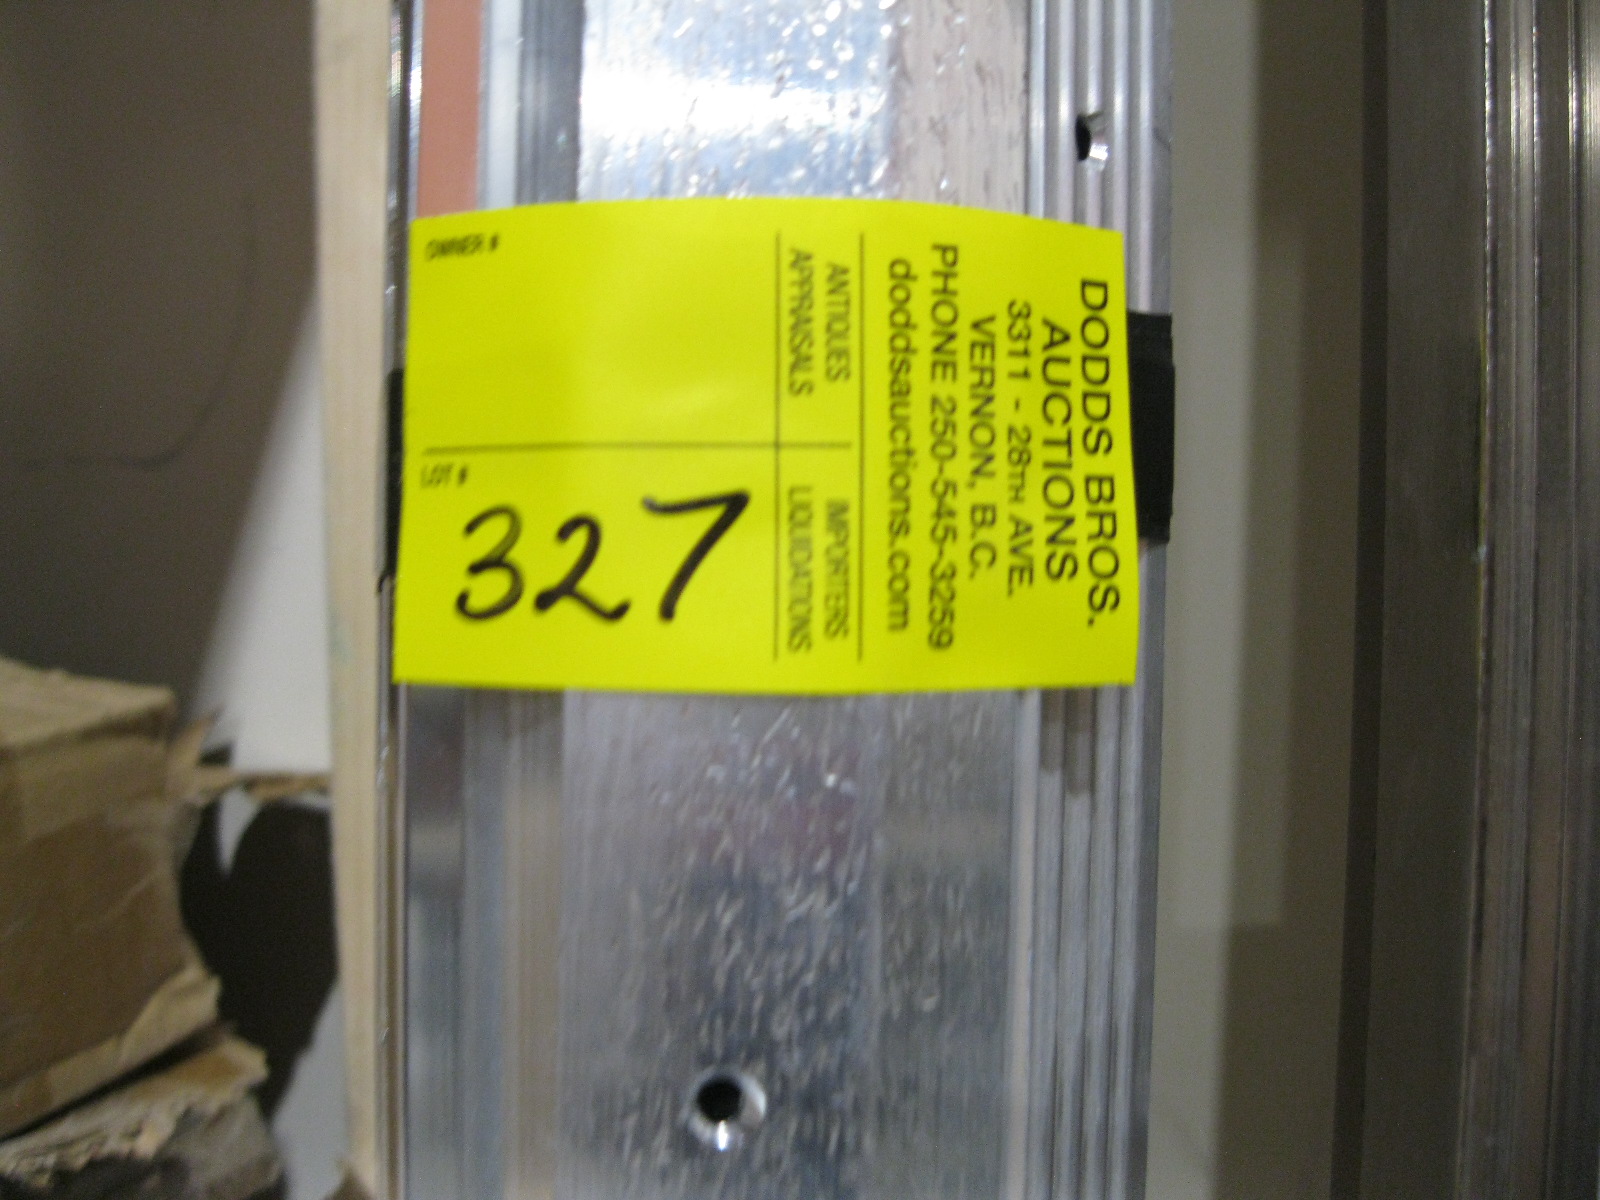 DODDS BROS.
AUCTIONS
3311 - 28TH AVE.
VERNON, B.C.
PHONE 250-545-3259
doddsauctions.com
ANTIQUES IMPORTERS
APPRAISALS LIQUIDATIONS
OWNER #
LOT #
327